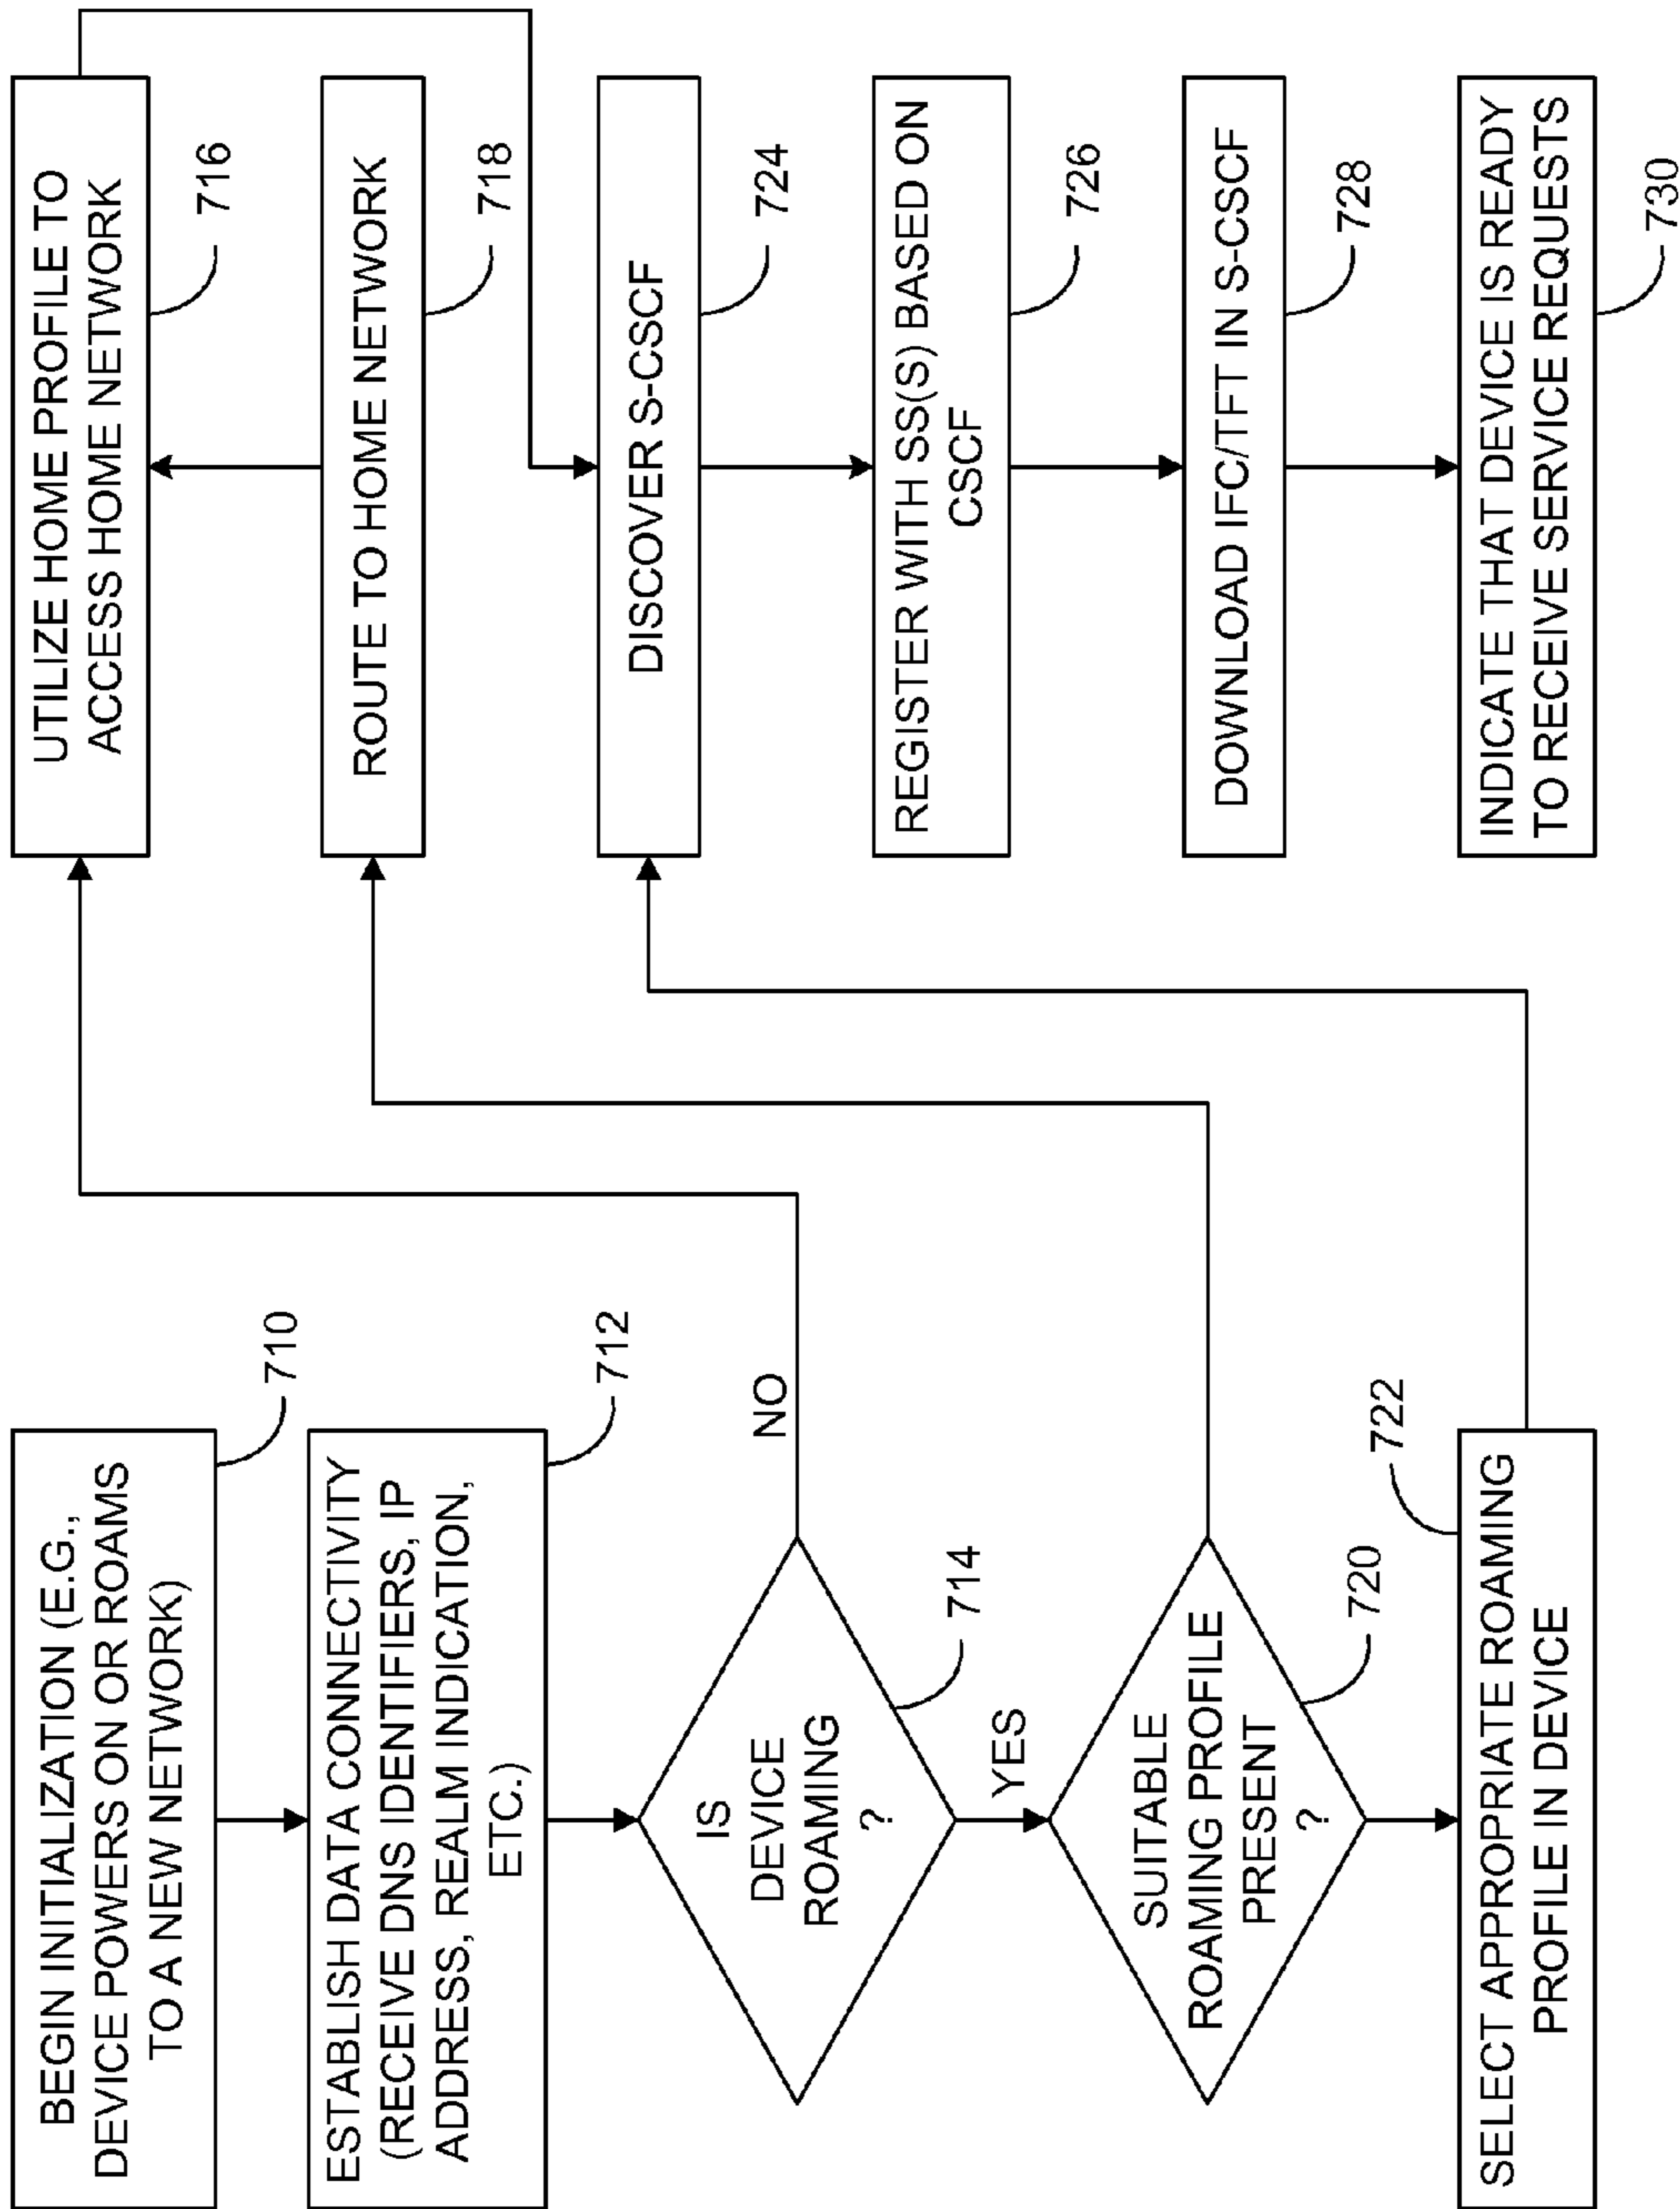 BEGIN INITIALIZATION (E.G.,
DEVICE POWERS ON OR ROAMS
TO A NEW NETWORK)
710
ESTABLISH DATA CONNECTIVITY
(RECEIVE DNS IDENTIFIERS, IP
ADDRESS, REALM INDICATION,
ETC.)
712
IS
DEVICE
ROAMING
?
714
NO
YES
SUITABLE
ROAMING PROFILE
PRESENT
?
720
SELECT APPROPRIATE ROAMING
PROFILE IN DEVICE
722
UTILIZE HOME PROFILE TO
ACCESS HOME NETWORK
716
ROUTE TO HOME NETWORK
718
DISCOVER S-CSCF
724
REGISTER WITH SS(S) BASED ON
CSCF
726
DOWNLOAD IFC/TFT IN S-CSCF
728
INDICATE THAT DEVICE IS READY
TO RECEIVE SERVICE REQUESTS
730